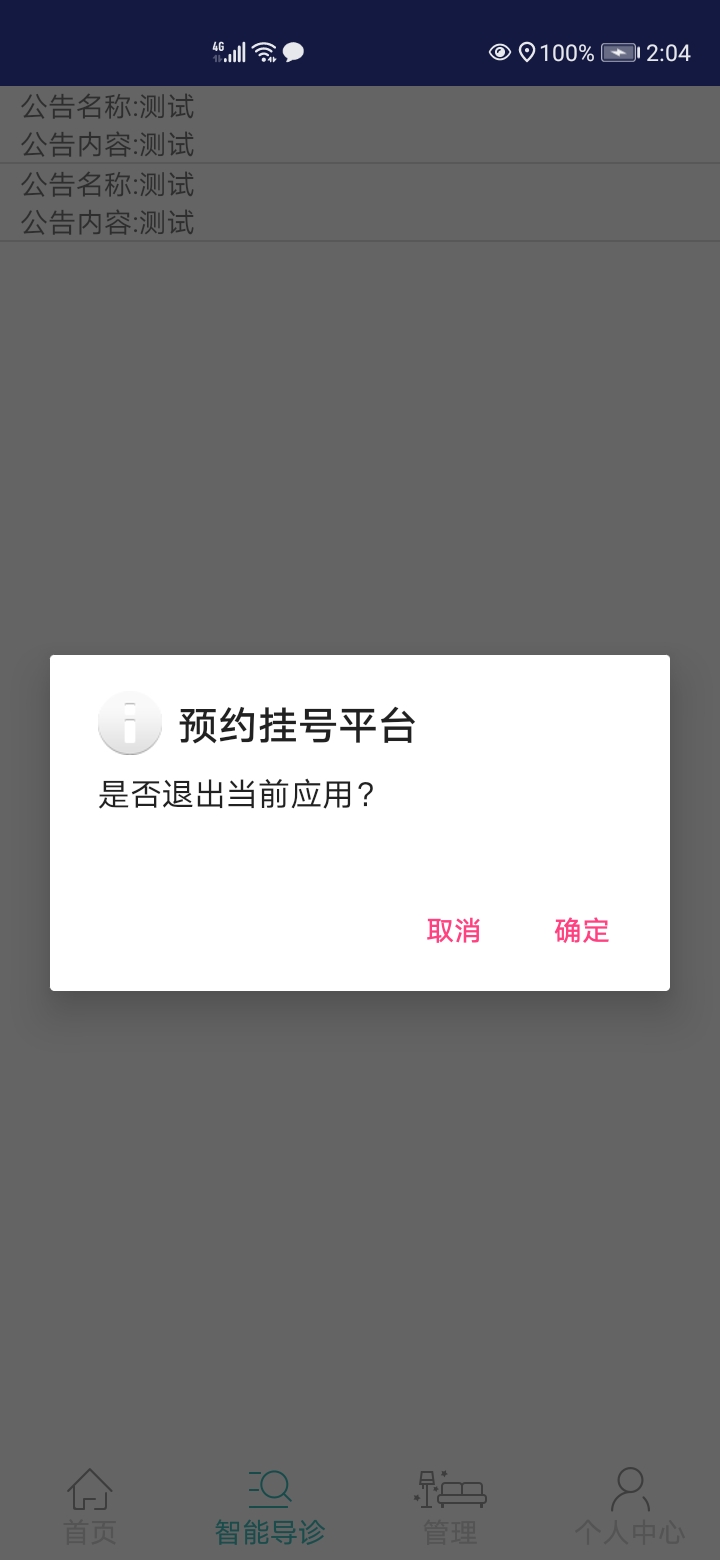 4G 100% 2:04
公告名称:测试
公告内容:测试
公告名称:测试
公告内容:测试
预约挂号平台
是否退出当前应用?
取消 确定
首页 智能导诊 管理 个人中心